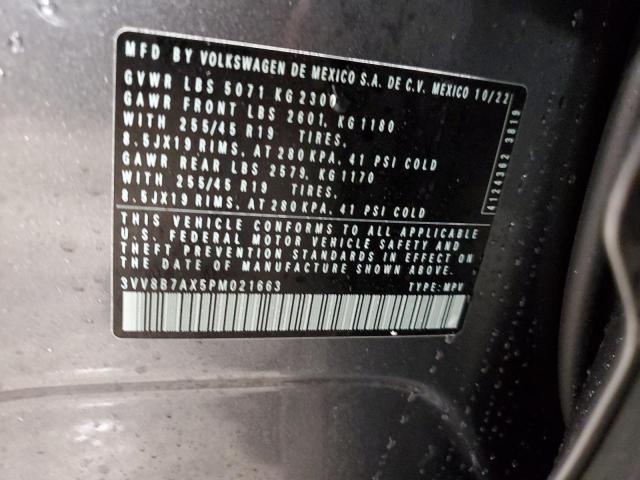 MFD BY VOLKSWAGEN DE MEXICO S.A. DE C.V. MEXICO 10/22
GVWR LBS 5071 KG 2300
GAWR FRONT LBS 2601, KG 1180
WITH 255/45 R19 TIRES,
8.5JX19 RIMS, AT 280 KPA, 41 PSI COLD
GAWR REAR LBS 2579, KG 1170
WITH 255/45 R19 TIRES,
8.5JX19 RIMS, AT 280 KPA, 41 PSI COLD
THIS VEHICLE CONFORMS TO ALL APPLICABLE
U.S. FEDERAL MOTOR VEHICLE SAFETY AND
THEFT PREVENTION STANDARDS IN EFFECT ON
THE DATE OF MANUFACTURE SHOWN ABOVE.
3VV8B7AX5PM021663 TYPE: MPV
4124362 3819